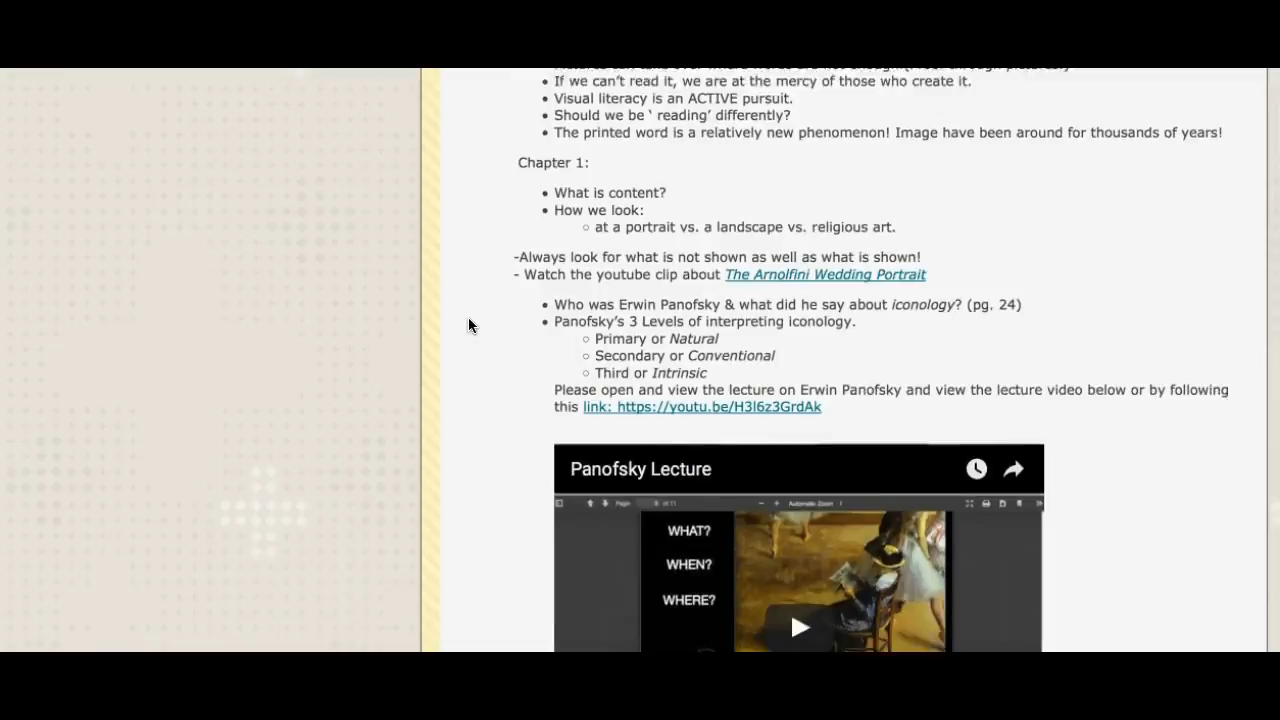 If we can't read it, we are at the mercy of those who create it.
Visual literacy is an ACTIVE pursuit.
Should we be ‘ reading’ differently?
The printed word is a relatively new phenomenon! Image have been around for thousands of years!
Chapter 1:
What is content?
How we look:
at a portrait vs. a landscape vs. religious art.
-Always look for what is not shown as well as what is shown!
- Watch the youtube clip about The Arnolfini Wedding Portrait
Who was Erwin Panofsky & what did he say about iconology? (pg. 24)
Panofsky's 3 Levels of interpreting iconology.
Primary or Natural
Secondary or Conventional
Third or Intrinsic
Please open and view the lecture on Erwin Panofsky and view the lecture video below or by following
this link: https://youtu.be/H3l6z3GrdAk
Panofsky Lecture
Page of 11 Automatic Zoom
WHAT?
WHEN?
WHERE?